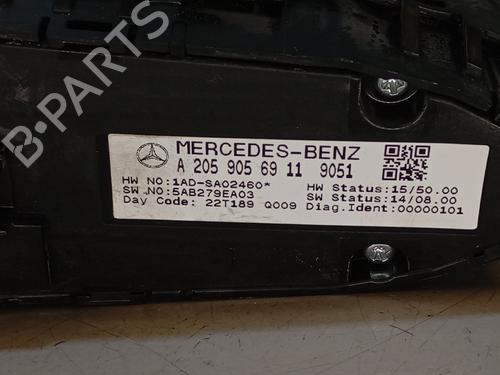 MERCEDES-BENZ
A 205 905 69 11 9051
HW NO:1AD-SA02460* HW Status:15/50.00
SW NO:5AB279EA03 SW Status:14/08.00
Day Code: 22T189 Q009 Diag.Ident:00000101
B-PARTS